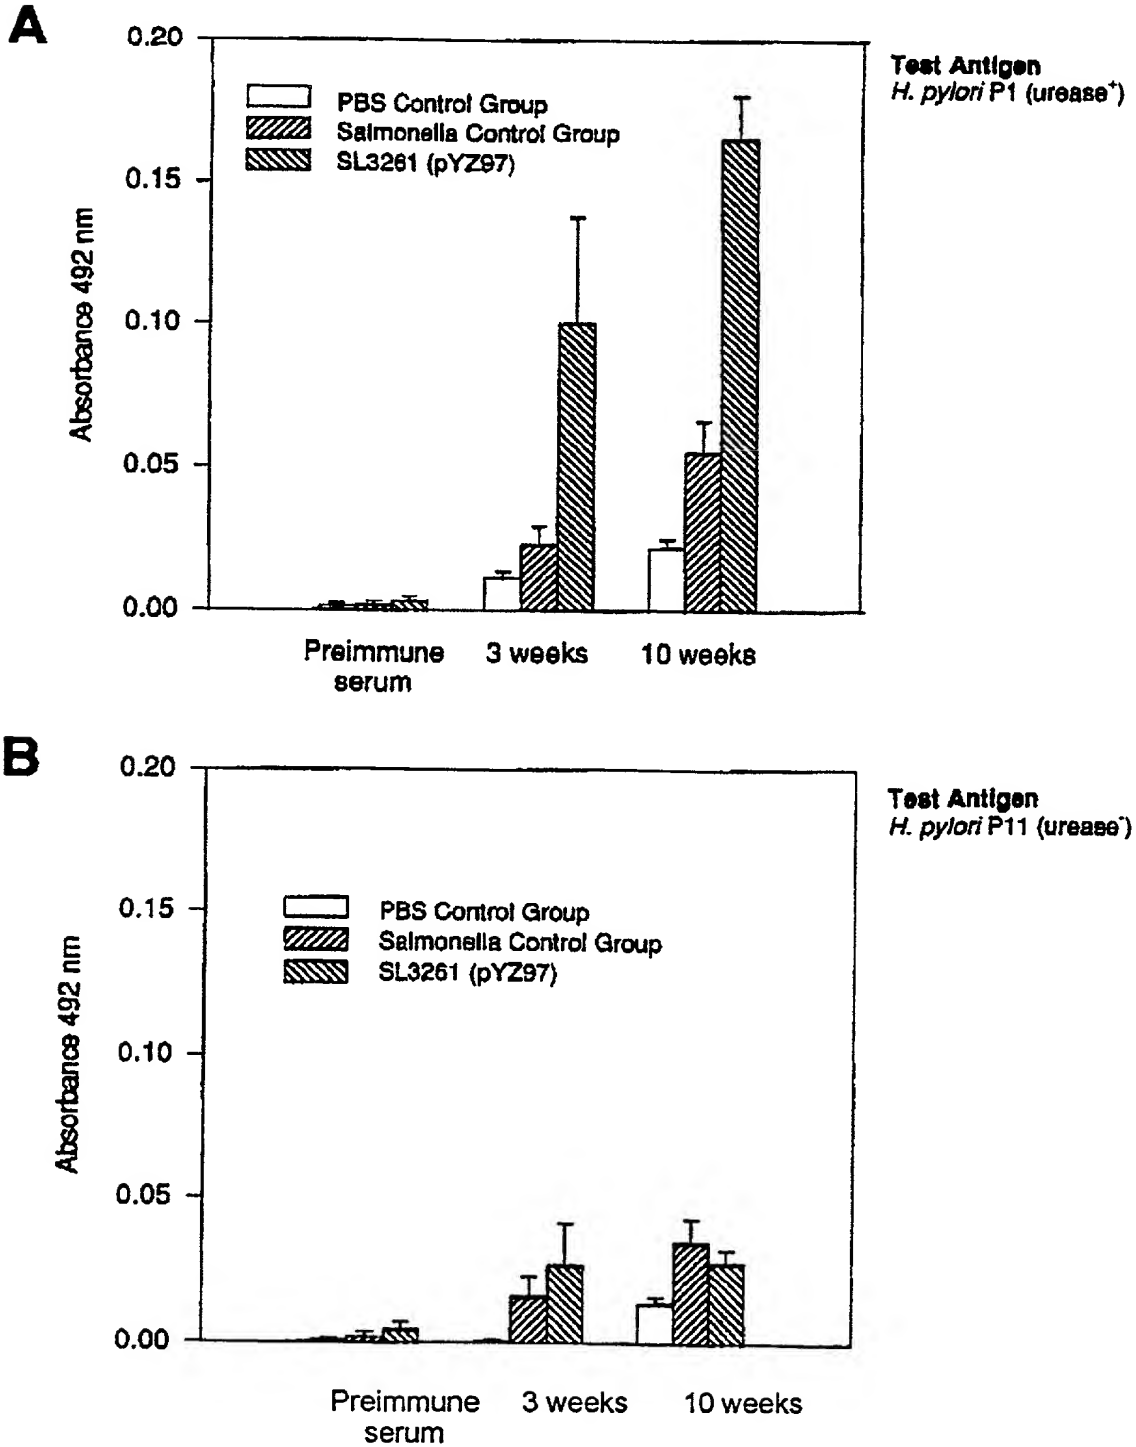 A
0.20
0.15
0.10
0.05
0.00
Absorbance 492 nm
PBS Control Group
Salmonella Control Group
SL3261 (pYZ97)
Test Antigen
H. pylori P1 (urease⁺)
Preimmune
serum
3 weeks
10 weeks
B
0.20
0.15
0.10
0.05
0.00
Absorbance 492 nm
PBS Control Group
Salmonella Control Group
SL3261 (pYZ97)
Test Antigen
H. pylori P11 (urease⁻)
Preimmune
serum
3 weeks
10 weeks